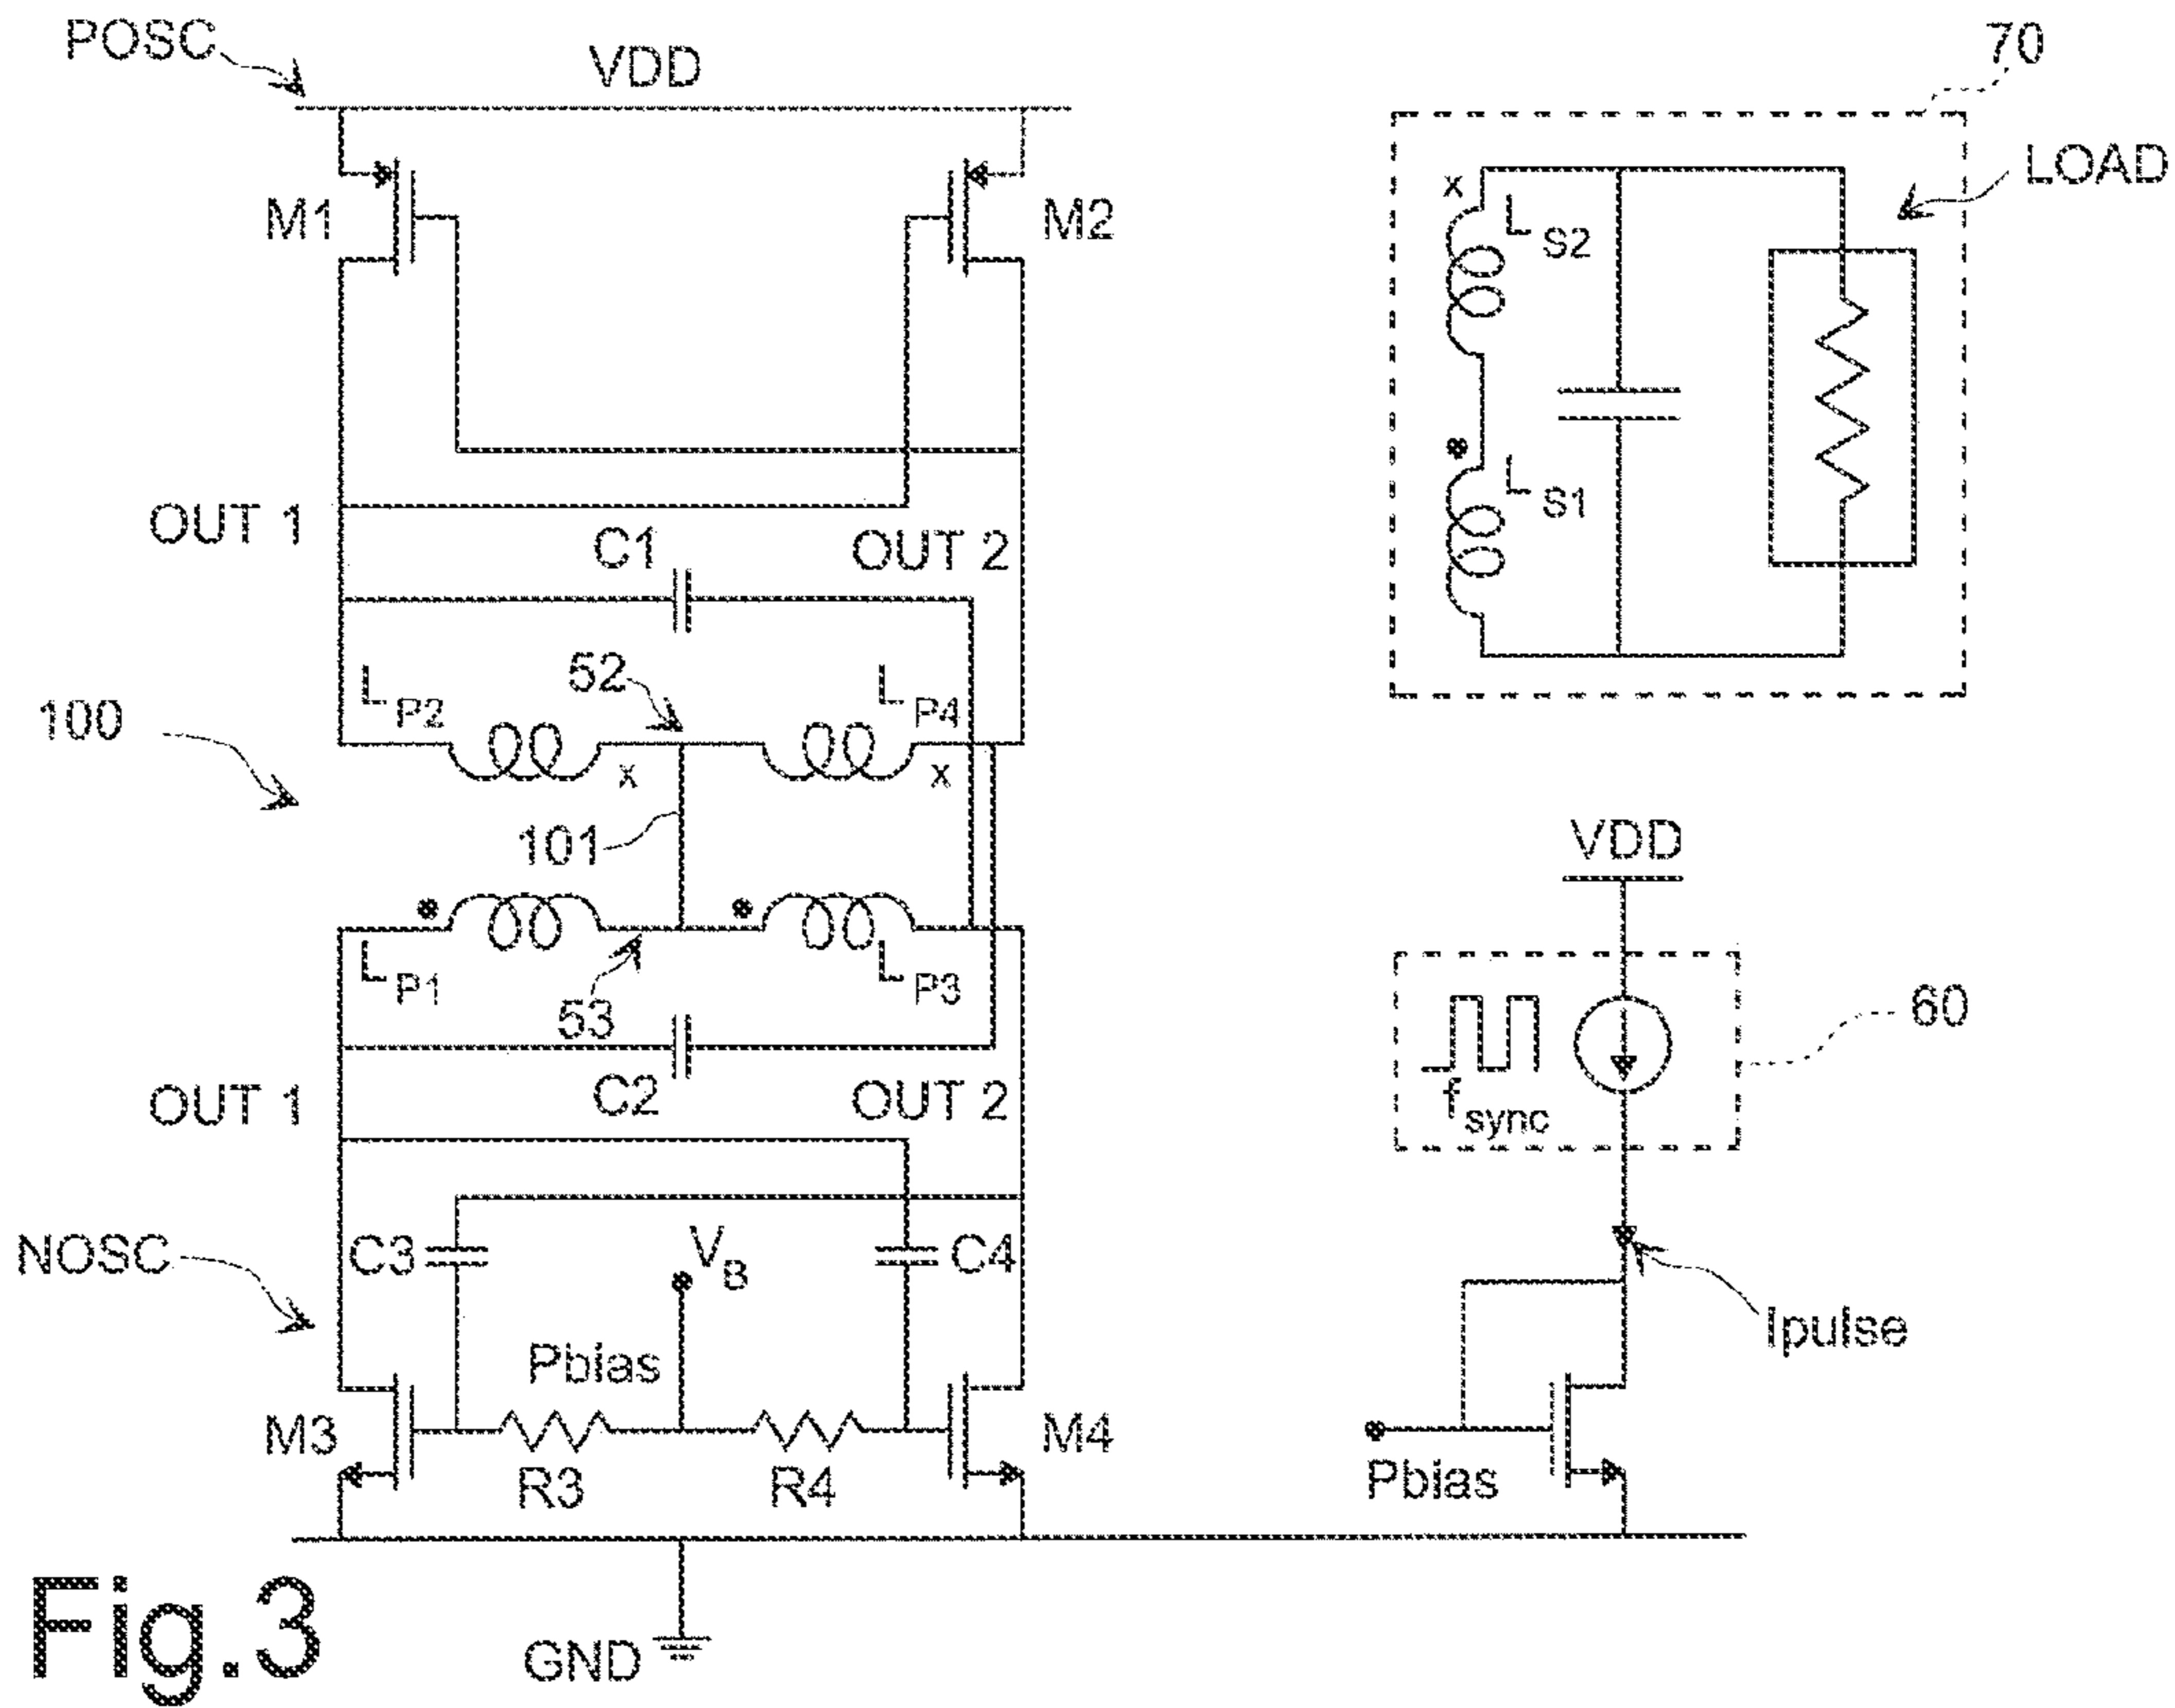 POSC
VDD
70
LOAD
M1
M2
x
L S2
L S1
OUT 1
C1
OUT 2
52
L P2
L P4
100
x
x
101
VDD
L P1
L P3
53
60
C2
OUT 1
OUT 2
f sync
NOSC
C3
V B
C4
Ipulse
Pbias
M3
M4
R3
R4
Pbias
Fig.3
GND